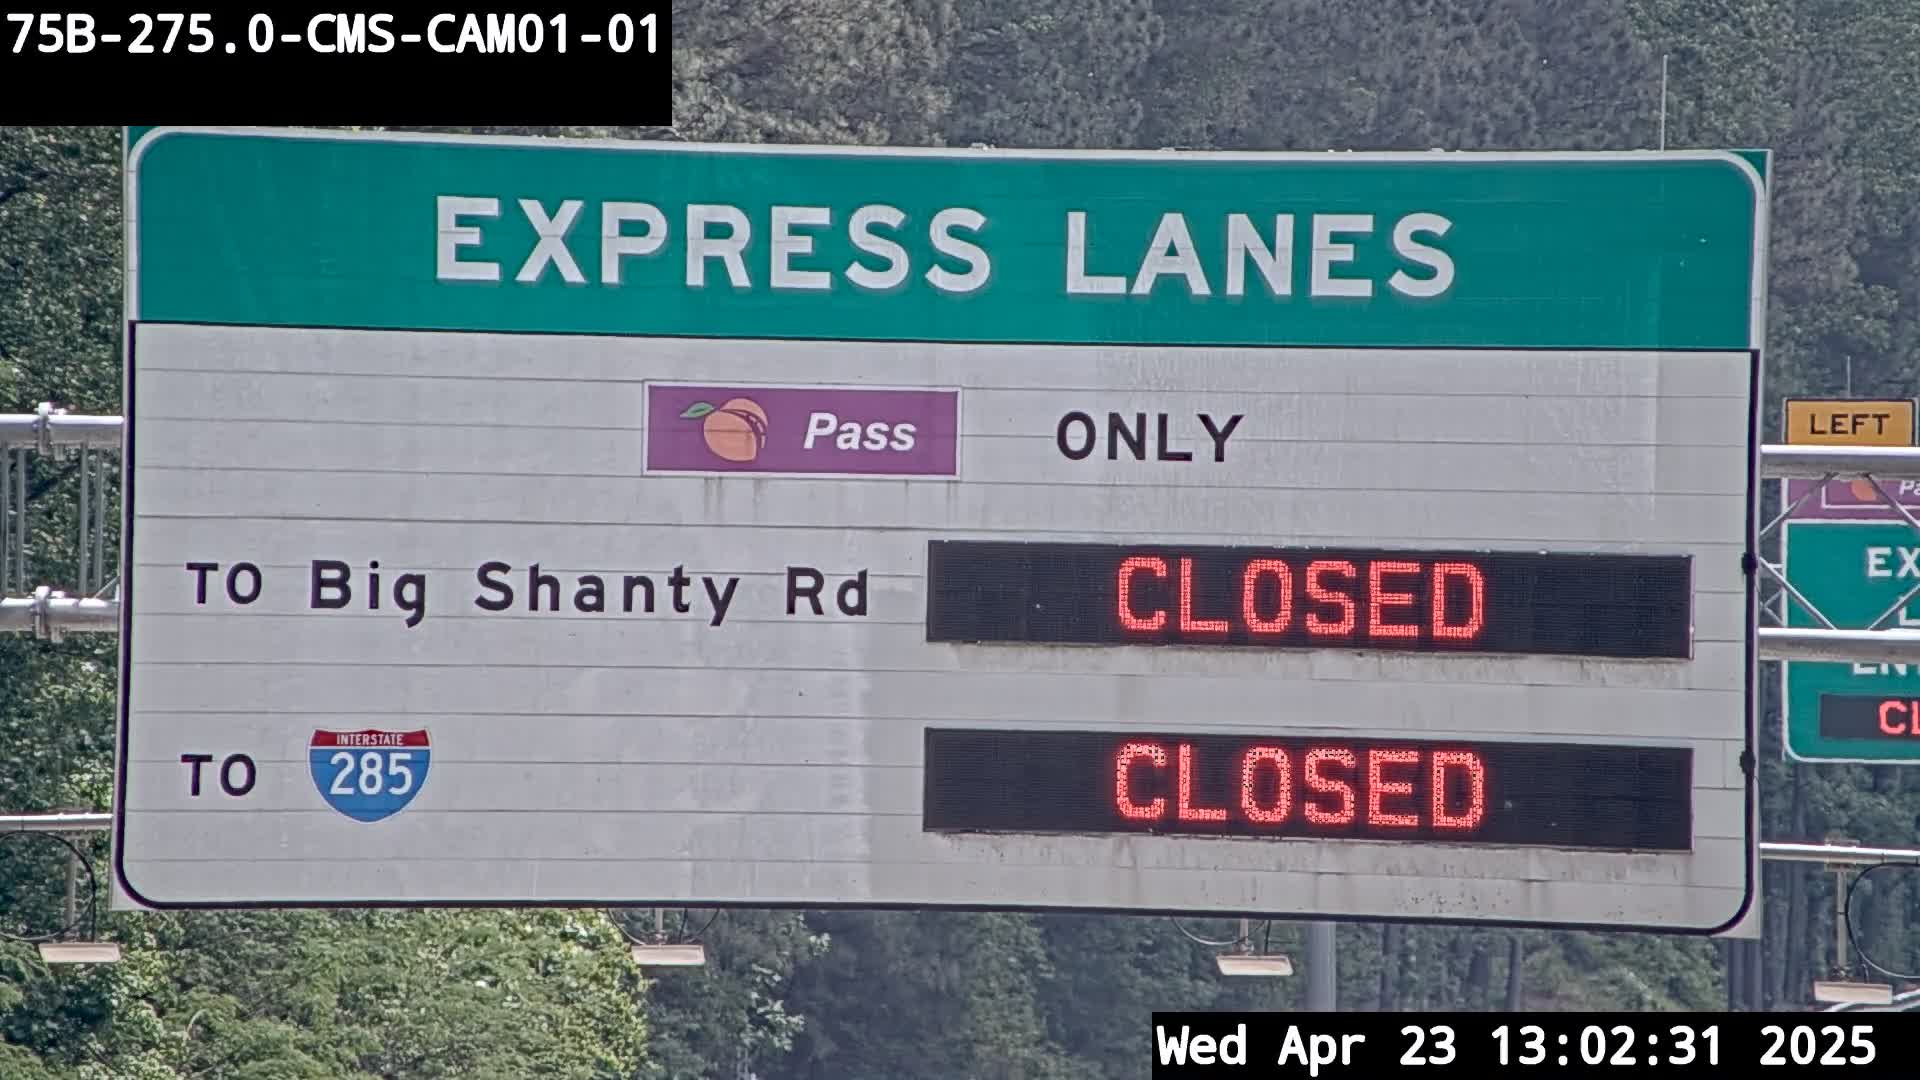 75B-275.0-CMS-CAM01-01
EXPRESS LANES
Pass ONLY
TO Big Shanty Rd CLOSED
TO INTERSTATE 285 CLOSED
LEFT
EX
Wed Apr 23 13:02:31 2025